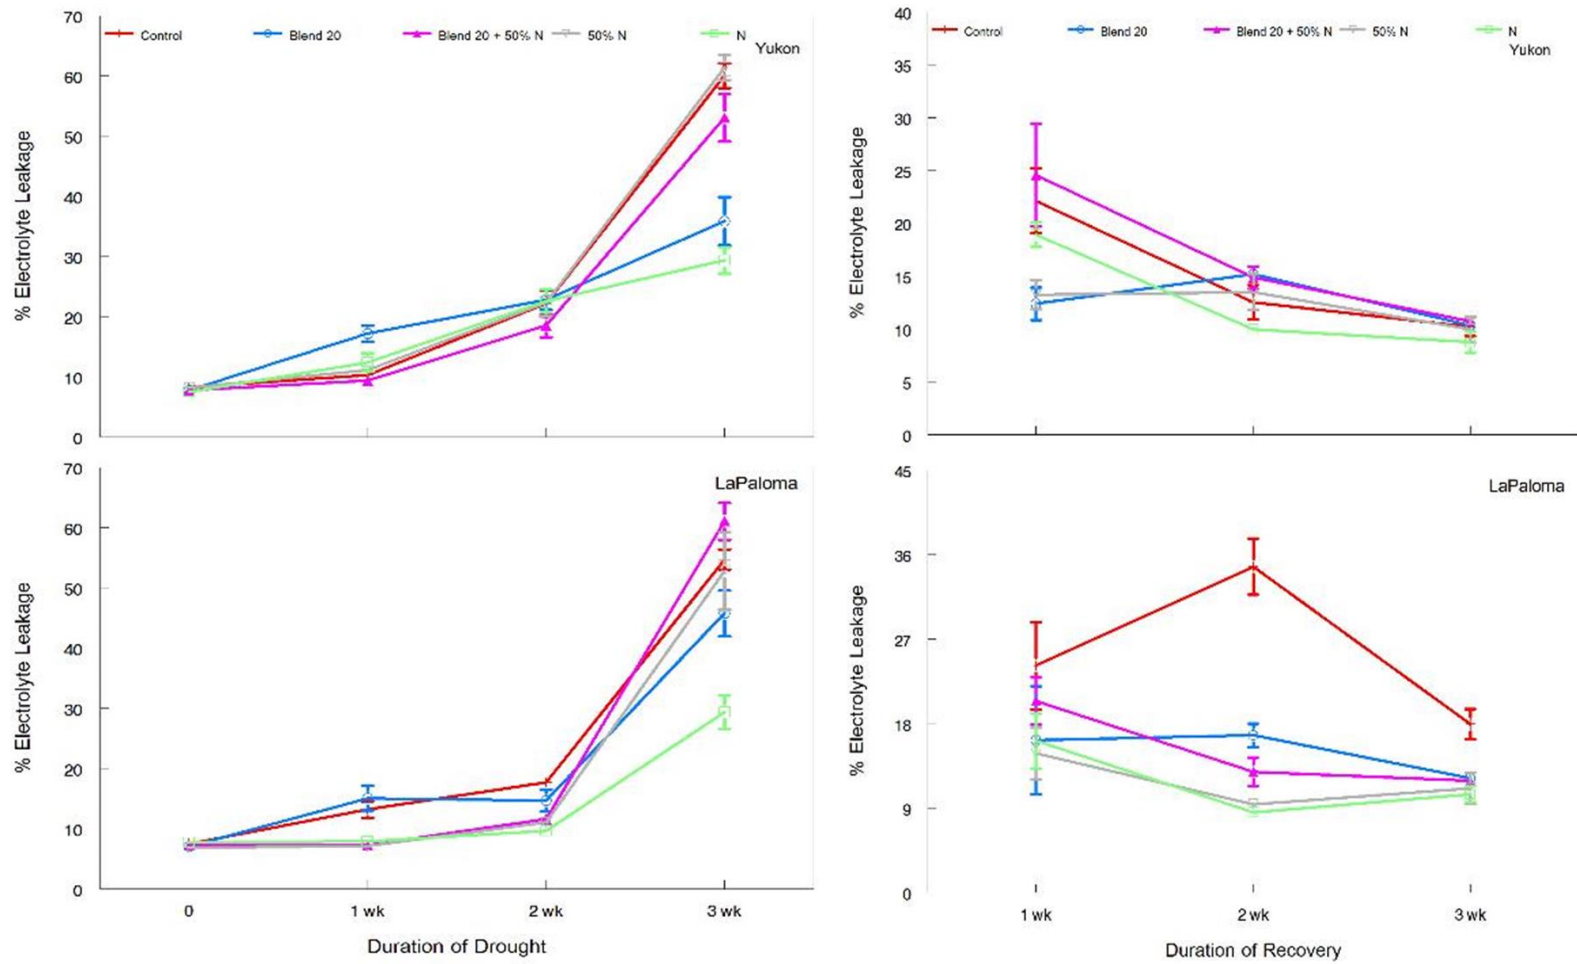 70
60
50
40
30
20
10
0
% Electrolyte Leakage
Control
Blend 20
Blend 20 + 50% N
50% N
N
Yukon
40
35
30
25
20
15
10
5
0
% Electrolyte Leakage
Control
Blend 20
Blend 20 + 50% N
50% N
N
Yukon
70
60
50
40
30
20
10
0
% Electrolyte Leakage
LaPaloma
0 1 wk 2 wk 3 wk
Duration of Drought
45
36
27
18
9
0
% Electrolyte Leakage
LaPaloma
1 wk 2 wk 3 wk
Duration of Recovery